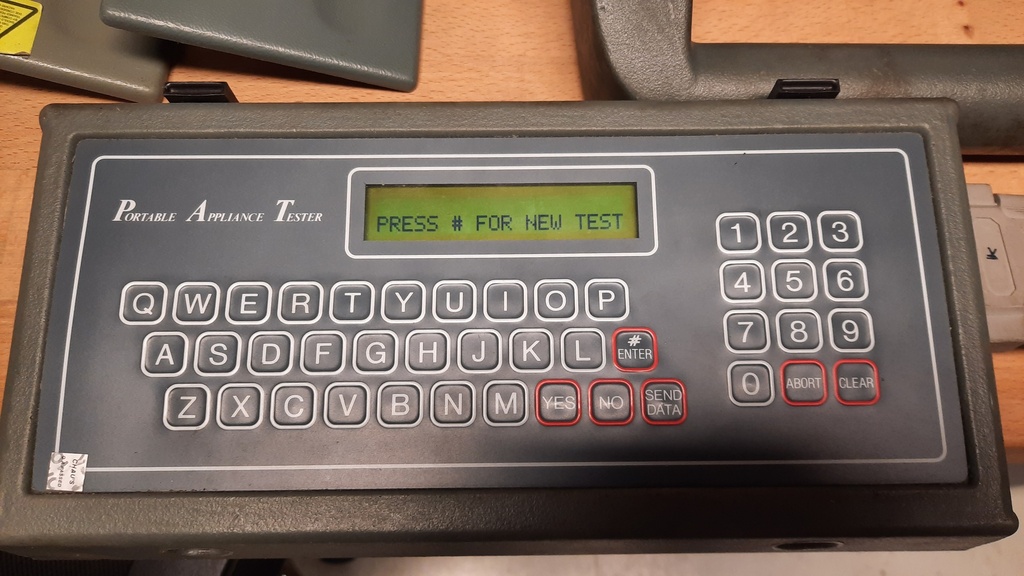 PORTABLE APPLIANCE TESTER
PRESS # FOR NEW TEST
1 2 3
Q W E R T Y U I O P
4 5 6
A S D F G H J K L # ENTER
7 8 9
Z X C V B N M YES NO SEND DATA
0 ABORT CLEAR
K